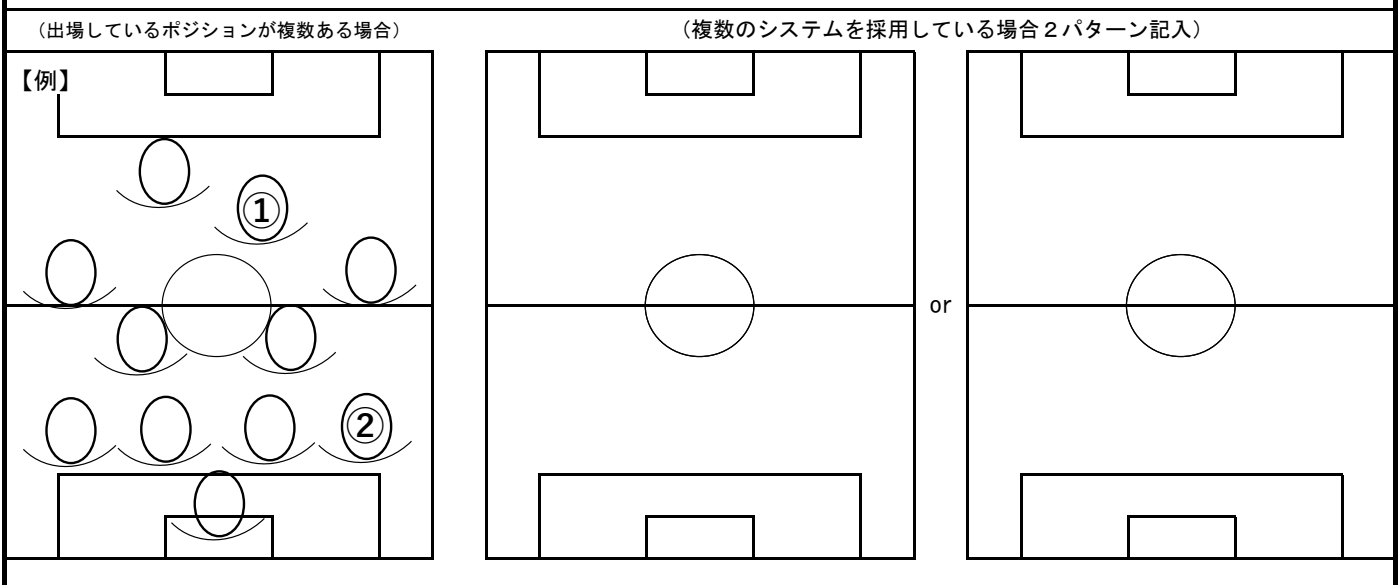 （出場しているポジションが複数ある場合）
（複数のシステムを採用している場合２パターン記入）
【例】
①
or
②